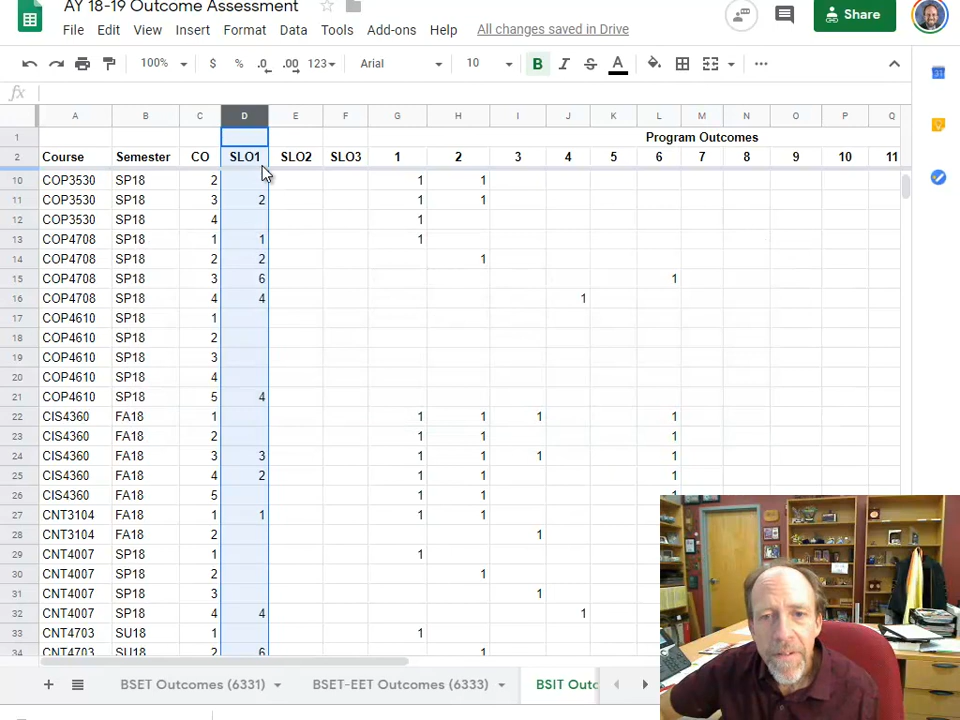 AY 18-19 Outcome Assessment
Share
File Edit View Insert Format Data Tools Add-ons Help All changes saved in Drive
100% $ % .0 .00 123 Arial 10 B I S A
fx
A B C D E F G H I J K L M N O P Q
1 Program Outcomes
2 Course Semester CO SLO1 SLO2 SLO3 1 2 3 4 5 6 7 8 9 10 11
10 COP3530 SP18 2 1 1
11 COP3530 SP18 3 2 1 1
12 COP3530 SP18 4 1
13 COP4708 SP18 1 1 1
14 COP4708 SP18 2 2 1
15 COP4708 SP18 3 6 1
16 COP4708 SP18 4 4 1
17 COP4610 SP18 1
18 COP4610 SP18 2
19 COP4610 SP18 3
20 COP4610 SP18 4
21 COP4610 SP18 5 4
22 CIS4360 FA18 1 1 1 1 1
23 CIS4360 FA18 2 1 1 1
24 CIS4360 FA18 3 3 1 1 1 1
25 CIS4360 FA18 4 2 1 1 1
26 CIS4360 FA18 5 1 1 1
27 CNT3104 FA18 1 1 1 1
28 CNT3104 FA18 2 1
29 CNT4007 SP18 1 1
30 CNT4007 SP18 2 1
31 CNT4007 SP18 3 1
32 CNT4007 SP18 4 4 1
33 CNT4703 SU18 1 1
34 CNT4703 SU18 2 6 1
BSET Outcomes (6331) BSET-EET Outcomes (6333) BSIT Outc